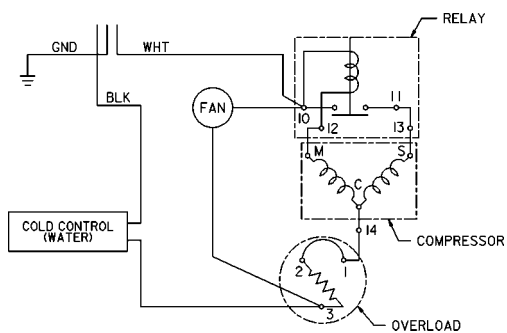 RELAY
GND
WHT
BLK
FAN
10
11
12
13
M
S
C
14
COLD CONTROL
(WATER)
COMPRESSOR
2
1
3
OVERLOAD